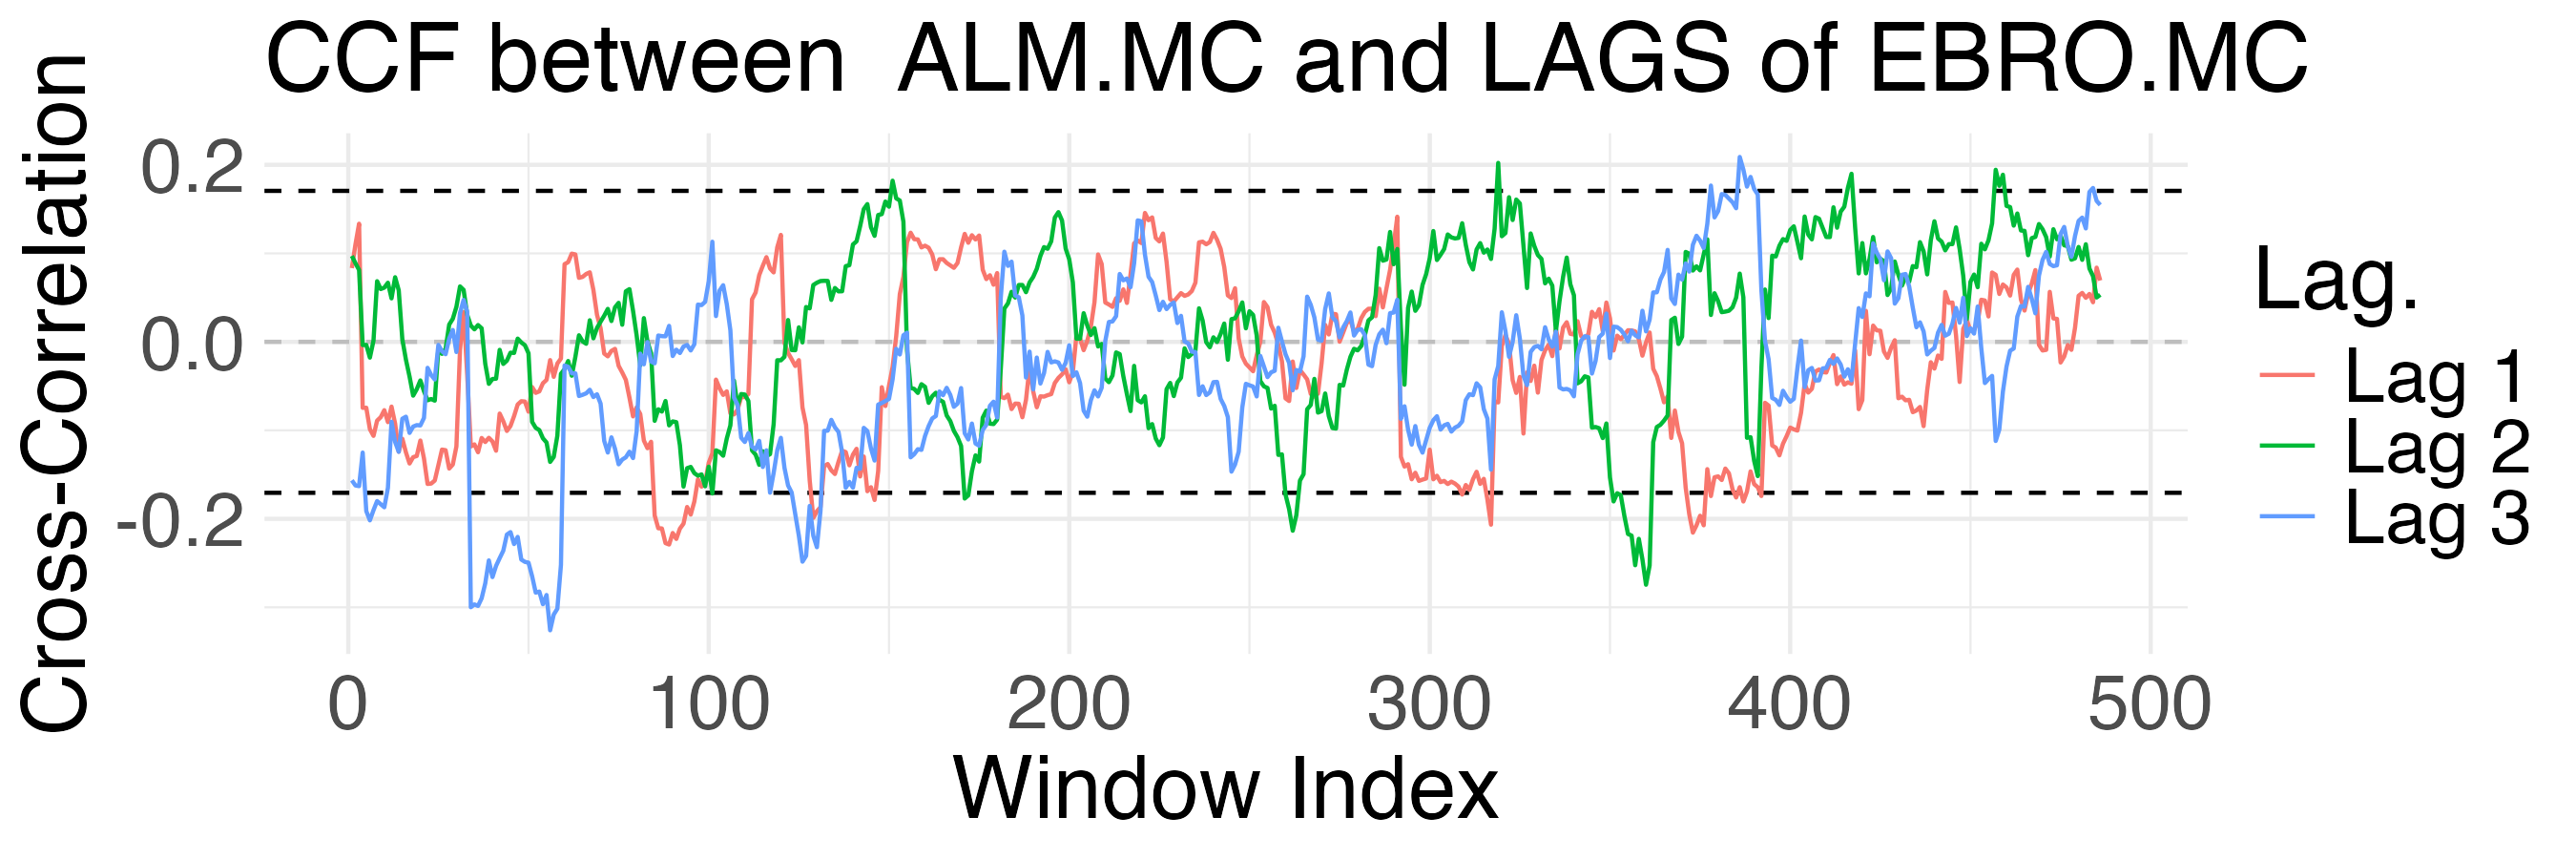 CCF between  ALM.MC and LAGS of EBRO.MC
Cross-Correlation
0.2
0.0
-0.2
0 100 200 300 400 500
Window Index
Lag.
Lag 1
Lag 2
Lag 3